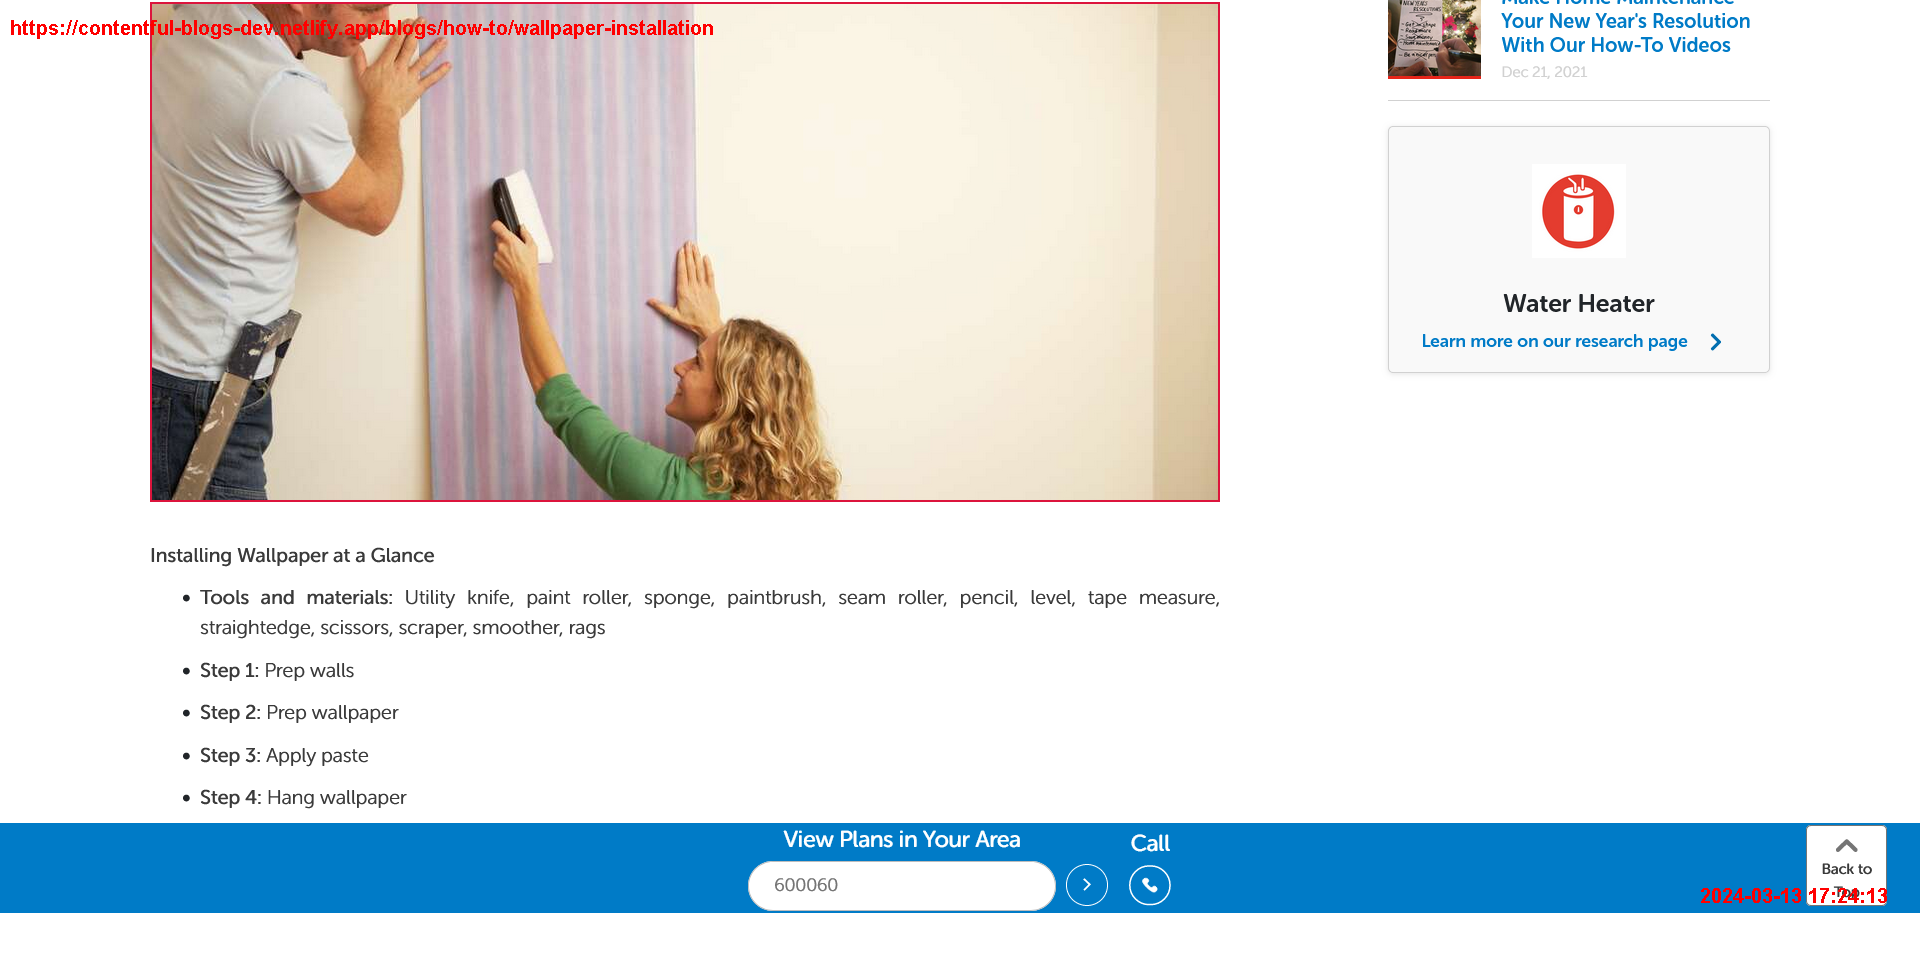 https://contentful-blogs-dev.netlify.app/blogs/how-to/wallpaper-installation
Make Home Maintenance
Your New Year's Resolution
With Our How-To Videos
Dec 21, 2021
Water Heater
Learn more on our research page
Installing Wallpaper at a Glance
Tools and materials: Utility knife, paint roller, sponge, paintbrush, seam roller, pencil, level, tape measure,
straightedge, scissors, scraper, smoother, rags
Step 1: Prep walls
Step 2: Prep wallpaper
Step 3: Apply paste
Step 4: Hang wallpaper
View Plans in Your Area
600060
Call
Back to
Top
2024-03-13 17:24:13